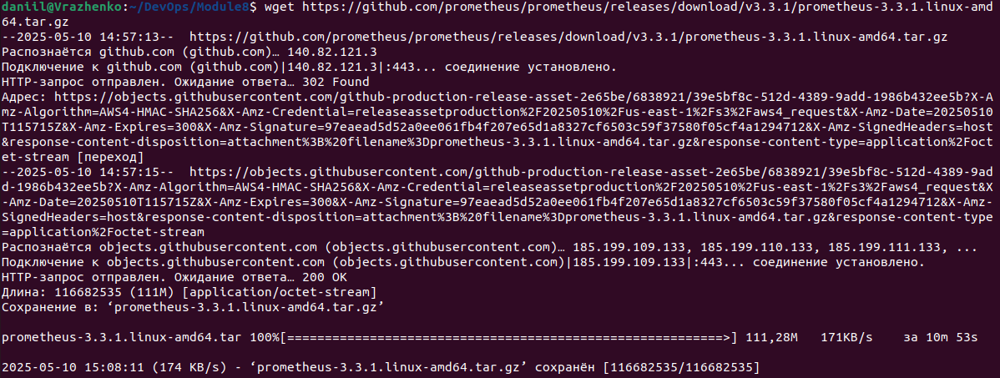 daniil@Vrazhenko:~/DevOps/Module8$ wget https://github.com/prometheus/prometheus/releases/download/v3.3.1/prometheus-3.3.1.linux-amd
64.tar.gz
--2025-05-10 14:57:13--  https://github.com/prometheus/prometheus/releases/download/v3.3.1/prometheus-3.3.1.linux-amd64.tar.gz
Распознаётся github.com (github.com)… 140.82.121.3
Подключение к github.com (github.com)|140.82.121.3|:443... соединение установлено.
HTTP-запрос отправлен. Ожидание ответа… 302 Found
Адрес: https://objects.githubusercontent.com/github-production-release-asset-2e65be/6838921/39e5bf8c-512d-4389-9add-1986b432ee5b?X-A
mz-Algorithm=AWS4-HMAC-SHA256&X-Amz-Credential=releaseassetproduction%2F20250510%2Fus-east-1%2Fs3%2Faws4_request&X-Amz-Date=20250510
T115715Z&X-Amz-Expires=300&X-Amz-Signature=97eaead5d52a0ee061fb4f207e65d1a8327cf6503c59f37580f05cf4a1294712&X-Amz-SignedHeaders=host
&response-content-disposition=attachment%3B%20filename%3Dprometheus-3.3.1.linux-amd64.tar.gz&response-content-type=application%2Foct
et-stream [переход]
--2025-05-10 14:57:15--  https://objects.githubusercontent.com/github-production-release-asset-2e65be/6838921/39e5bf8c-512d-4389-9ad
d-1986b432ee5b?X-Amz-Algorithm=AWS4-HMAC-SHA256&X-Amz-Credential=releaseassetproduction%2F20250510%2Fus-east-1%2Fs3%2Faws4_request&X
-Amz-Date=20250510T115715Z&X-Amz-Expires=300&X-Amz-Signature=97eaead5d52a0ee061fb4f207e65d1a8327cf6503c59f37580f05cf4a1294712&X-Amz-
SignedHeaders=host&response-content-disposition=attachment%3B%20filename%3Dprometheus-3.3.1.linux-amd64.tar.gz&response-content-type
=application%2Foctet-stream
Распознаётся objects.githubusercontent.com (objects.githubusercontent.com)… 185.199.109.133, 185.199.110.133, 185.199.111.133, ...
Подключение к objects.githubusercontent.com (objects.githubusercontent.com)|185.199.109.133|:443... соединение установлено.
HTTP-запрос отправлен. Ожидание ответа… 200 OK
Длина: 116682535 (111M) [application/octet-stream]
Сохранение в: ‘prometheus-3.3.1.linux-amd64.tar.gz’
prometheus-3.3.1.linux-amd64.tar 100%[==========================================================>] 111,28M   171KB/s    за 10m 53s
2025-05-10 15:08:11 (174 KB/s) - ‘prometheus-3.3.1.linux-amd64.tar.gz’ сохранён [116682535/116682535]